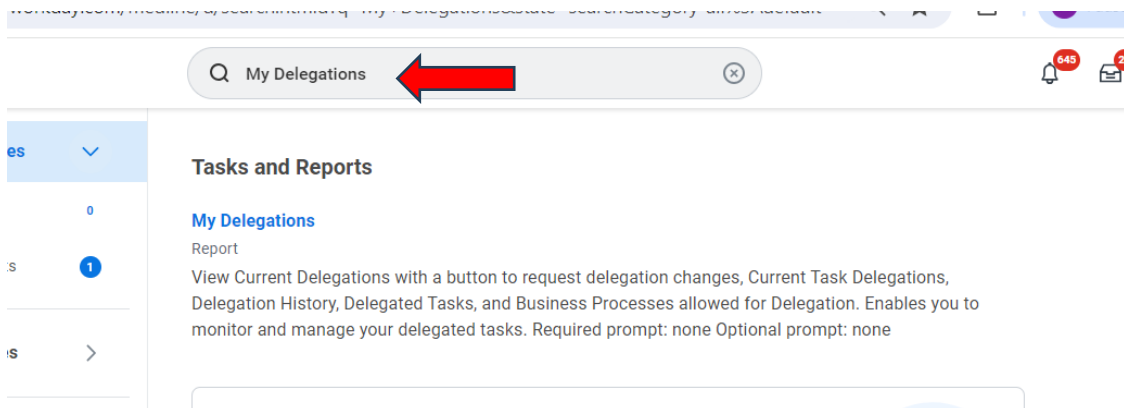 My Delegations
645
2
es
Tasks and Reports
0
My Delegations
Report
s
1
View Current Delegations with a button to request delegation changes, Current Task Delegations,
Delegation History, Delegated Tasks, and Business Processes allowed for Delegation. Enables you to
monitor and manage your delegated tasks. Required prompt: none Optional prompt: none
s